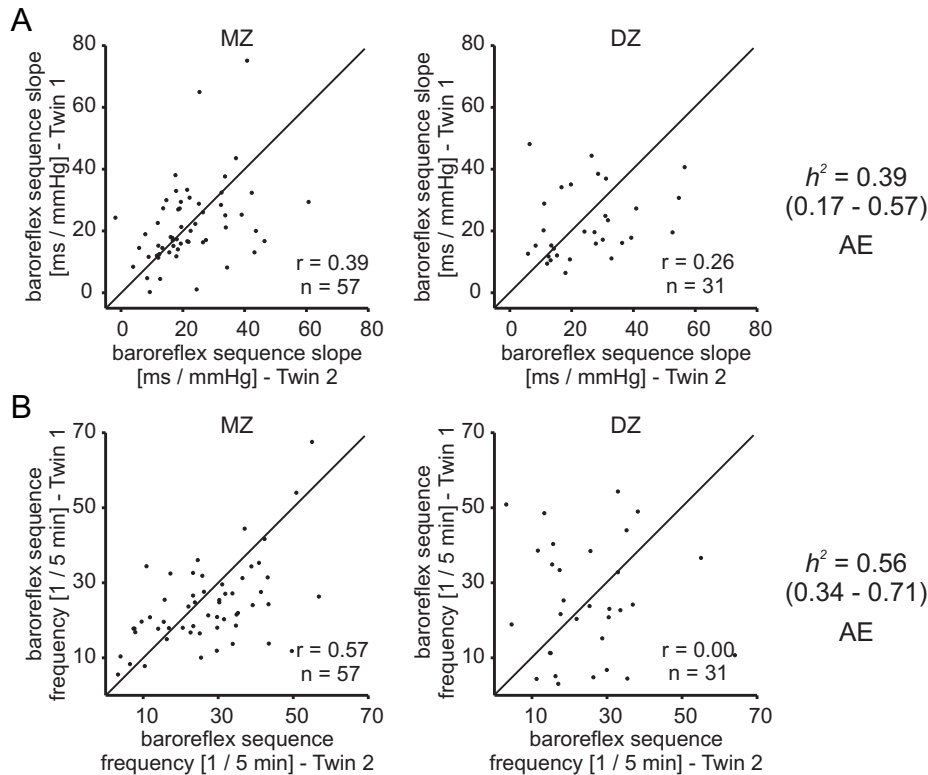 A
MZ
baroreflex sequence slope
[ms / mmHg] - Twin 1
80
60
40
20
0
r = 0.39
n = 57
0 20 40 60 80
baroreflex sequence slope
[ms / mmHg] - Twin 2
DZ
baroreflex sequence slope
[ms / mmHg] - Twin 1
80
60
40
20
0
r = 0.26
n = 31
0 20 40 60 80
baroreflex sequence slope
[ms / mmHg] - Twin 2
h² = 0.39
(0.17 - 0.57)
AE
B
MZ
baroreflex sequence
frequency [1 / 5 min] - Twin 1
70
50
30
10
r = 0.57
n = 57
10 30 50 70
baroreflex sequence
frequency [1 / 5 min] - Twin 2
DZ
baroreflex sequence
frequency [1 / 5 min] - Twin 1
70
50
30
10
r = 0.00
n = 31
10 30 50 70
baroreflex sequence
frequency [1 / 5 min] - Twin 2
h² = 0.56
(0.34 - 0.71)
AE